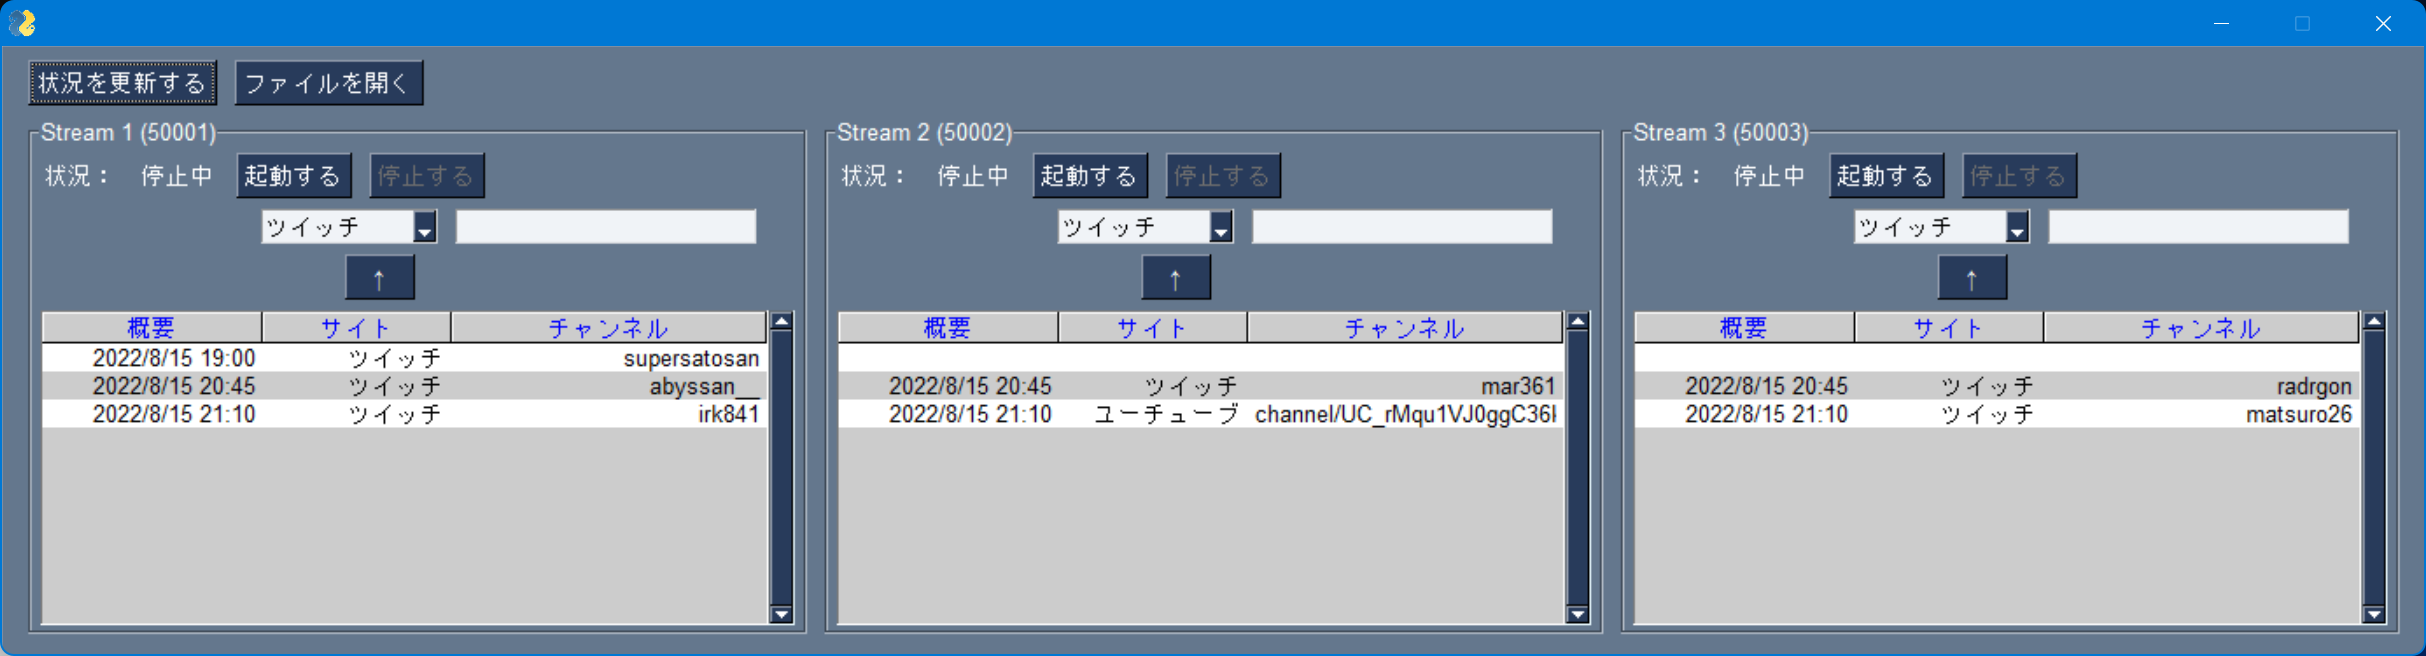 状況を更新する ファイルを開く
Stream 1 (50001)
状況： 停止中 起動する 停止する
ツイッチ
↑
概要 サイト チャンネル
2022/8/15 19:00 ツイッチ supersatosan
2022/8/15 20:45 ツイッチ abyssan__
2022/8/15 21:10 ツイッチ irk841
Stream 2 (50002)
状況： 停止中 起動する 停止する
ツイッチ
↑
概要 サイト チャンネル
2022/8/15 20:45 ツイッチ mar361
2022/8/15 21:10 ユーチューブ channel/UC_rMqu1VJ0ggC36
Stream 3 (50003)
状況： 停止中 起動する 停止する
ツイッチ
↑
概要 サイト チャンネル
2022/8/15 20:45 ツイッチ radrgon
2022/8/15 21:10 ツイッチ matsuro26